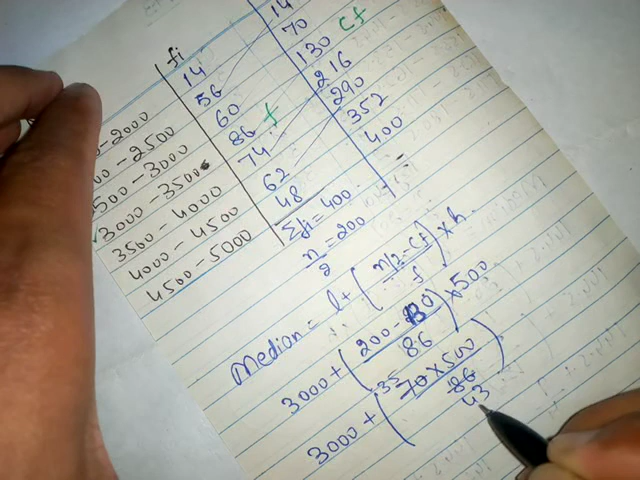 fi
14 14
-2000 56 70
-2500 60 130 cf
500-3000 86 f 216
3000-3500 74 290
3500-4000 62 352
4000-4500 48 400
4500-5000 Σfi=400
n/2 = 200
Median = l + (n/2-cf/f) × h
3000 + (200-130/86) × 500
3000 + (35 70×500/86 43)